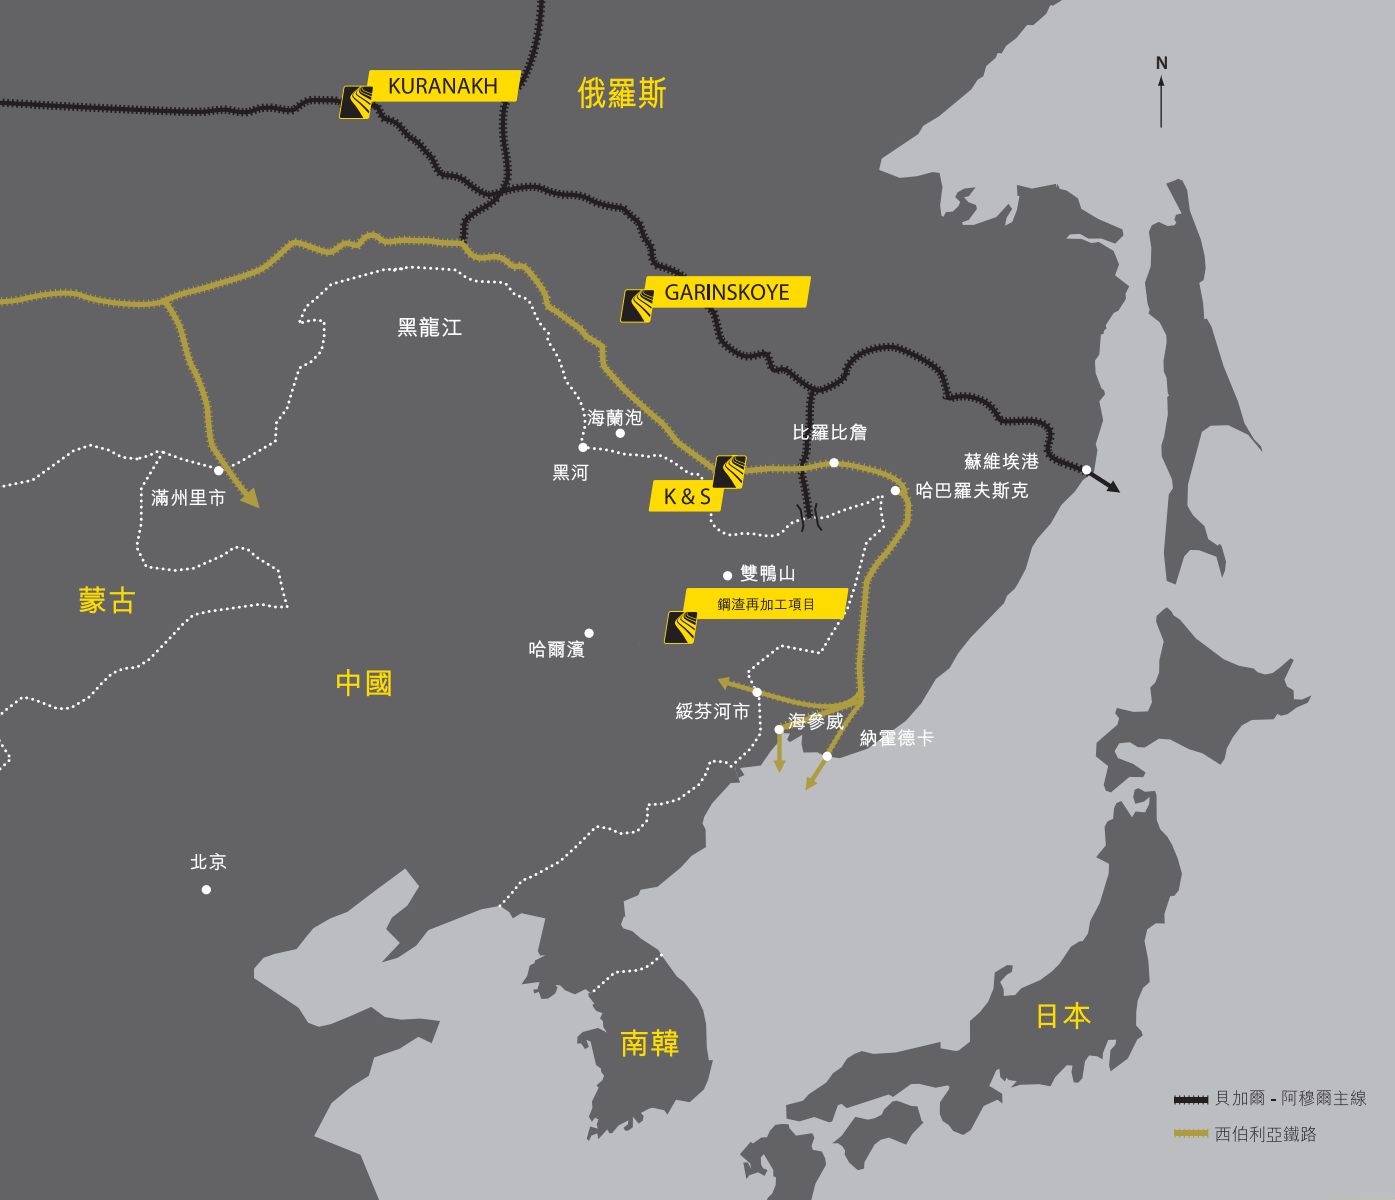 N
KURANAKH
俄羅斯
GARINSKOYE
黑龍江
海蘭泡
比羅比詹
黑河
蘇維埃港
滿州里市
K & S
哈巴羅夫斯克
雙鴨山
蒙古
鋼渣再加工項目
哈爾濱
中國
綏芬河市
海參威
納霍德卡
北京
日本
南韓
貝加爾 - 阿穆爾主線
西伯利亞鐵路